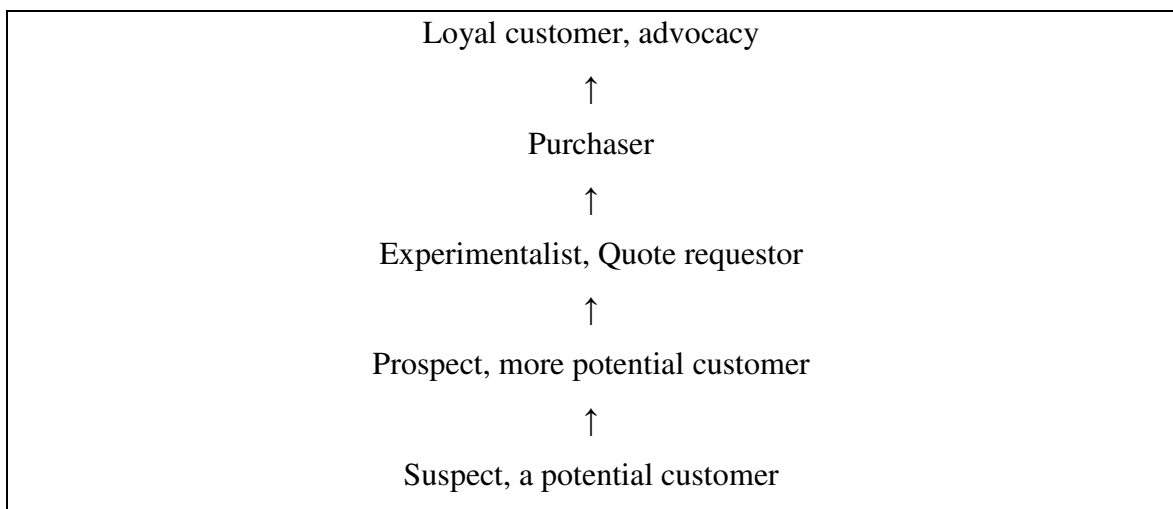 Loyal customer, advocacy
↑
Purchaser
↑
Experimentalist, Quote requestor
↑
Prospect, more potential customer
↑
Suspect, a potential customer